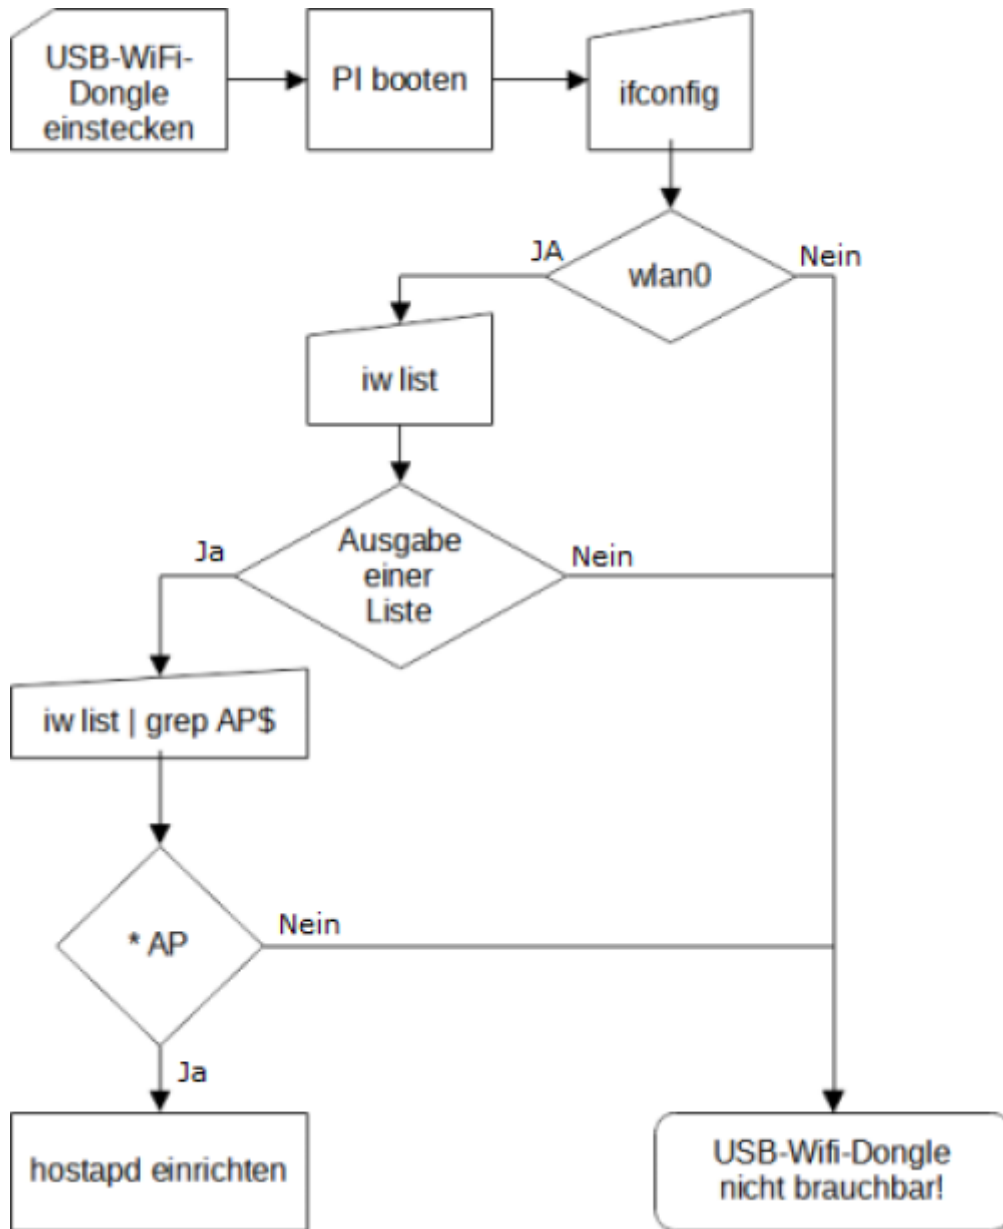 USB-WiFi-
Dongle
einstecken
PI booten
ifconfig
wlan0
JA
Nein
iw list
Ausgabe
einer
Liste
Ja
Nein
iw list | grep AP$
* AP
Nein
Ja
hostapd einrichten
USB-Wifi-Dongle
nicht brauchbar!